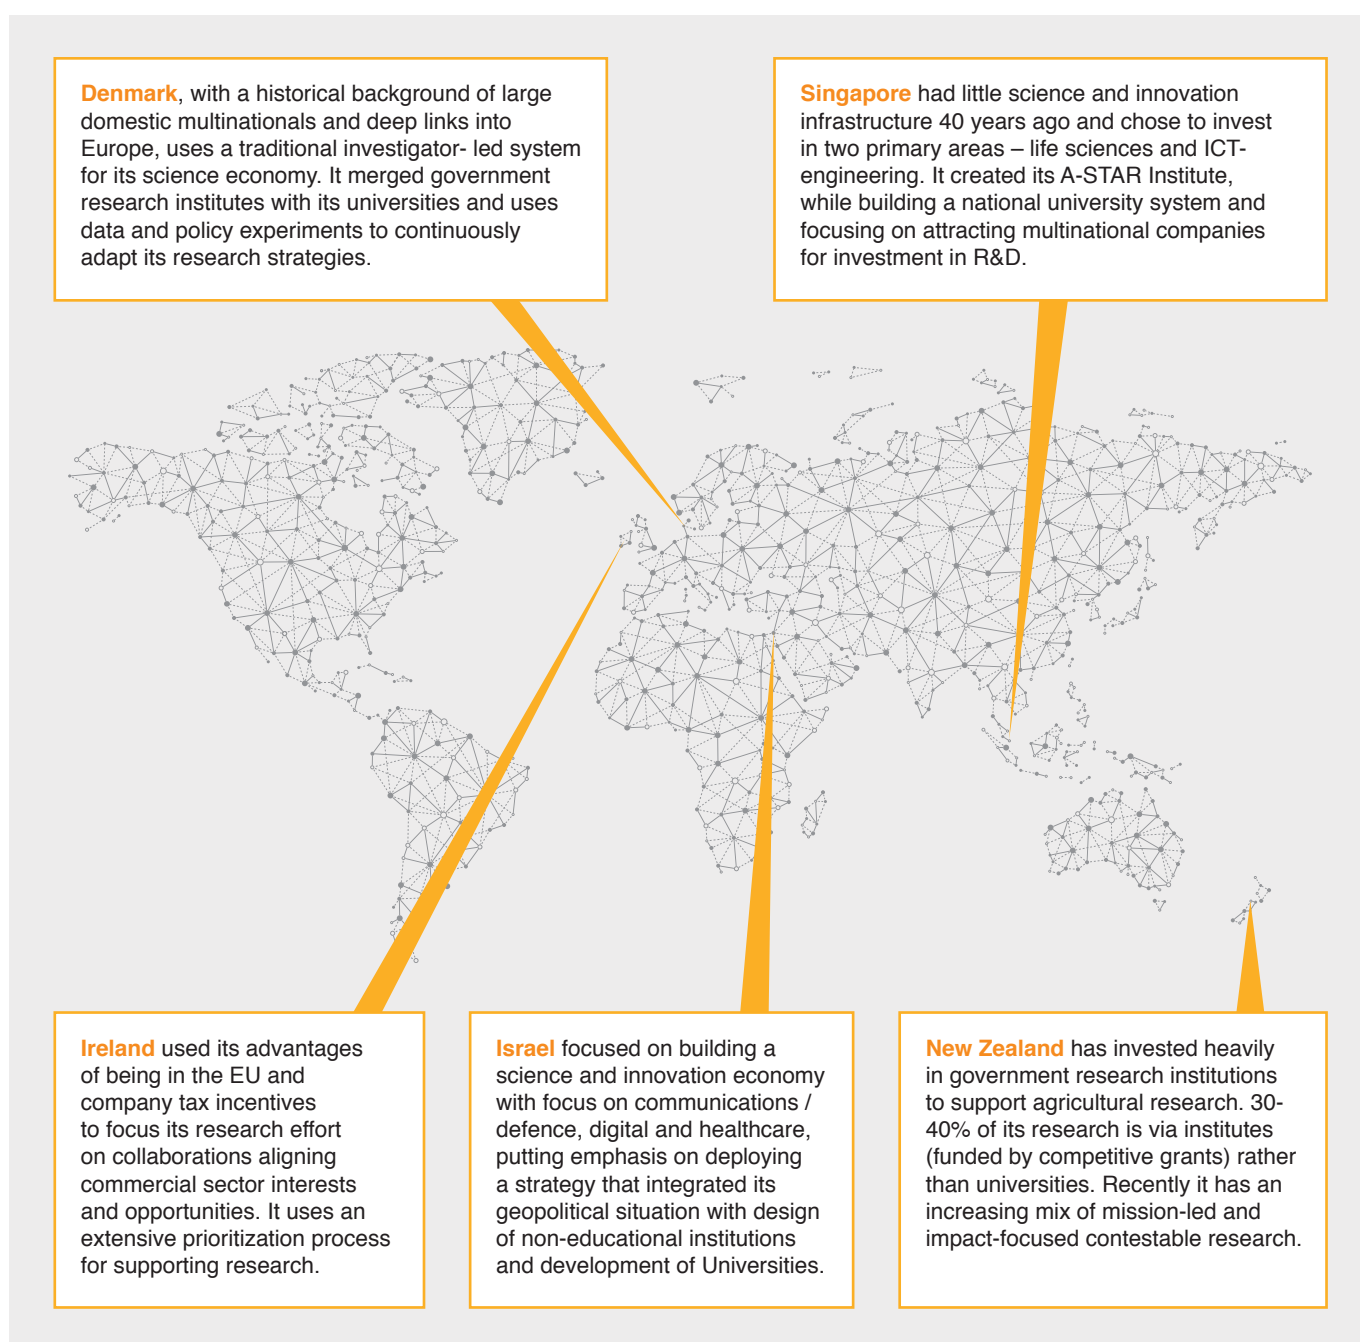 Denmark, with a historical background of large
domestic multinationals and deep links into
Europe, uses a traditional investigator- led system
for its science economy. It merged government
research institutes with its universities and uses
data and policy experiments to continuously
adapt its research strategies.
Singapore had little science and innovation
infrastructure 40 years ago and chose to invest
in two primary areas – life sciences and ICT-
engineering. It created its A-STAR Institute,
while building a national university system and
focusing on attracting multinational companies
for investment in R&D.
Ireland used its advantages
of being in the EU and
company tax incentives
to focus its research effort
on collaborations aligning
commercial sector interests
and opportunities. It uses an
extensive prioritization process
for supporting research.
Israel focused on building a
science and innovation economy
with focus on communications /
defence, digital and healthcare,
putting emphasis on deploying
a strategy that integrated its
geopolitical situation with design
of non-educational institutions
and development of Universities.
New Zealand has invested heavily
in government research institutions
to support agricultural research. 30-
40% of its research is via institutes
(funded by competitive grants) rather
than universities. Recently it has an
increasing mix of mission-led and
impact-focused contestable research.